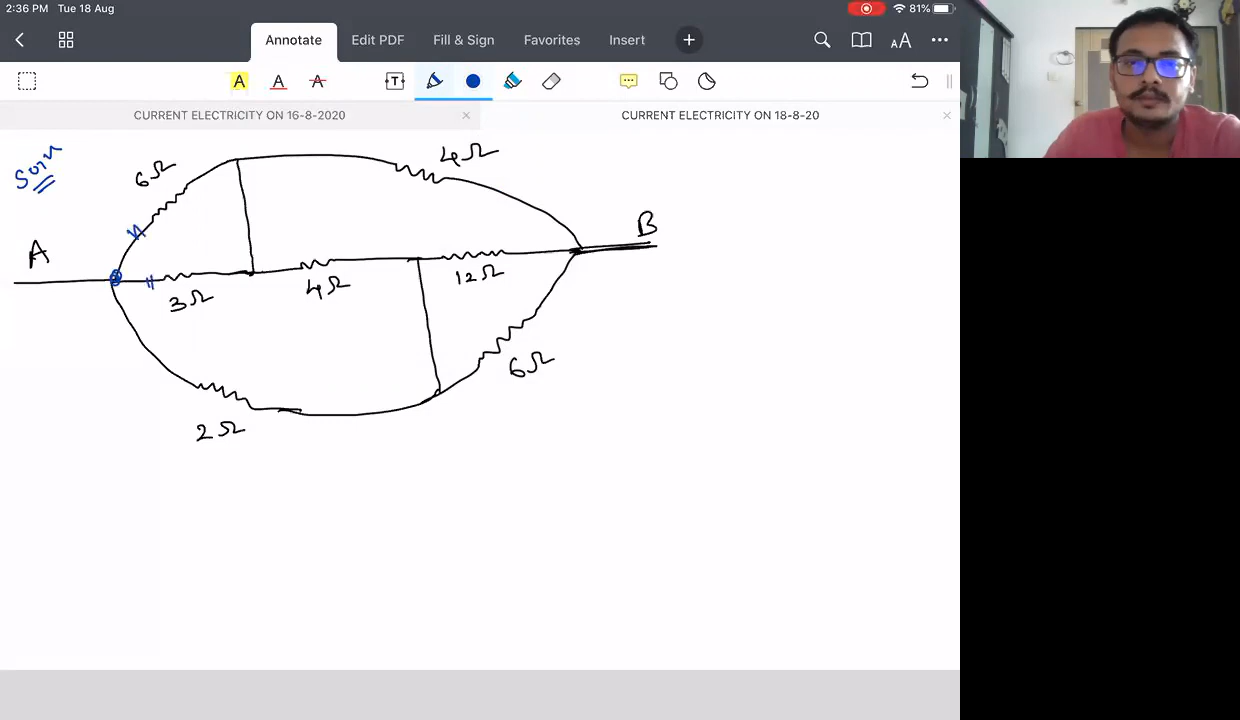 2:36 PM Tue 18 Aug
81%
Annotate
Edit PDF
Fill & Sign
Favorites
Insert
CURRENT ELECTRICITY ON 16-8-2020
CURRENT ELECTRICITY ON 18-8-20
Soln
6Ω
4Ω
A
B
3Ω
4Ω
12Ω
6Ω
2Ω